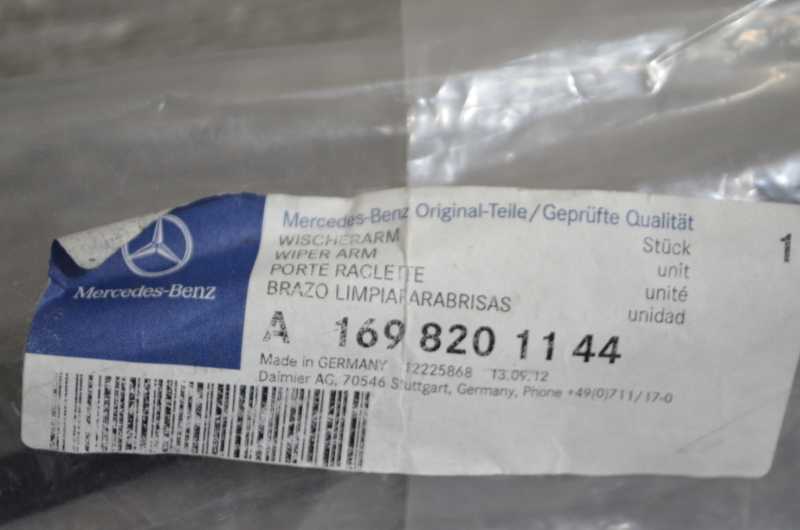 Mercedes-Benz
Mercedes-Benz Original-Teile/Geprüfte Qualität
WISCHERARM Stück 1
WIPER ARM unit
PORTE RACLETTE unité
BRAZO LIMPIAPARABRISAS unidad
A 169 820 11 44
Made in GERMANY 12225868 13.09.12
Daimler AG, 70546 Stuttgart, Germany, Phone +49(0)711/17-0